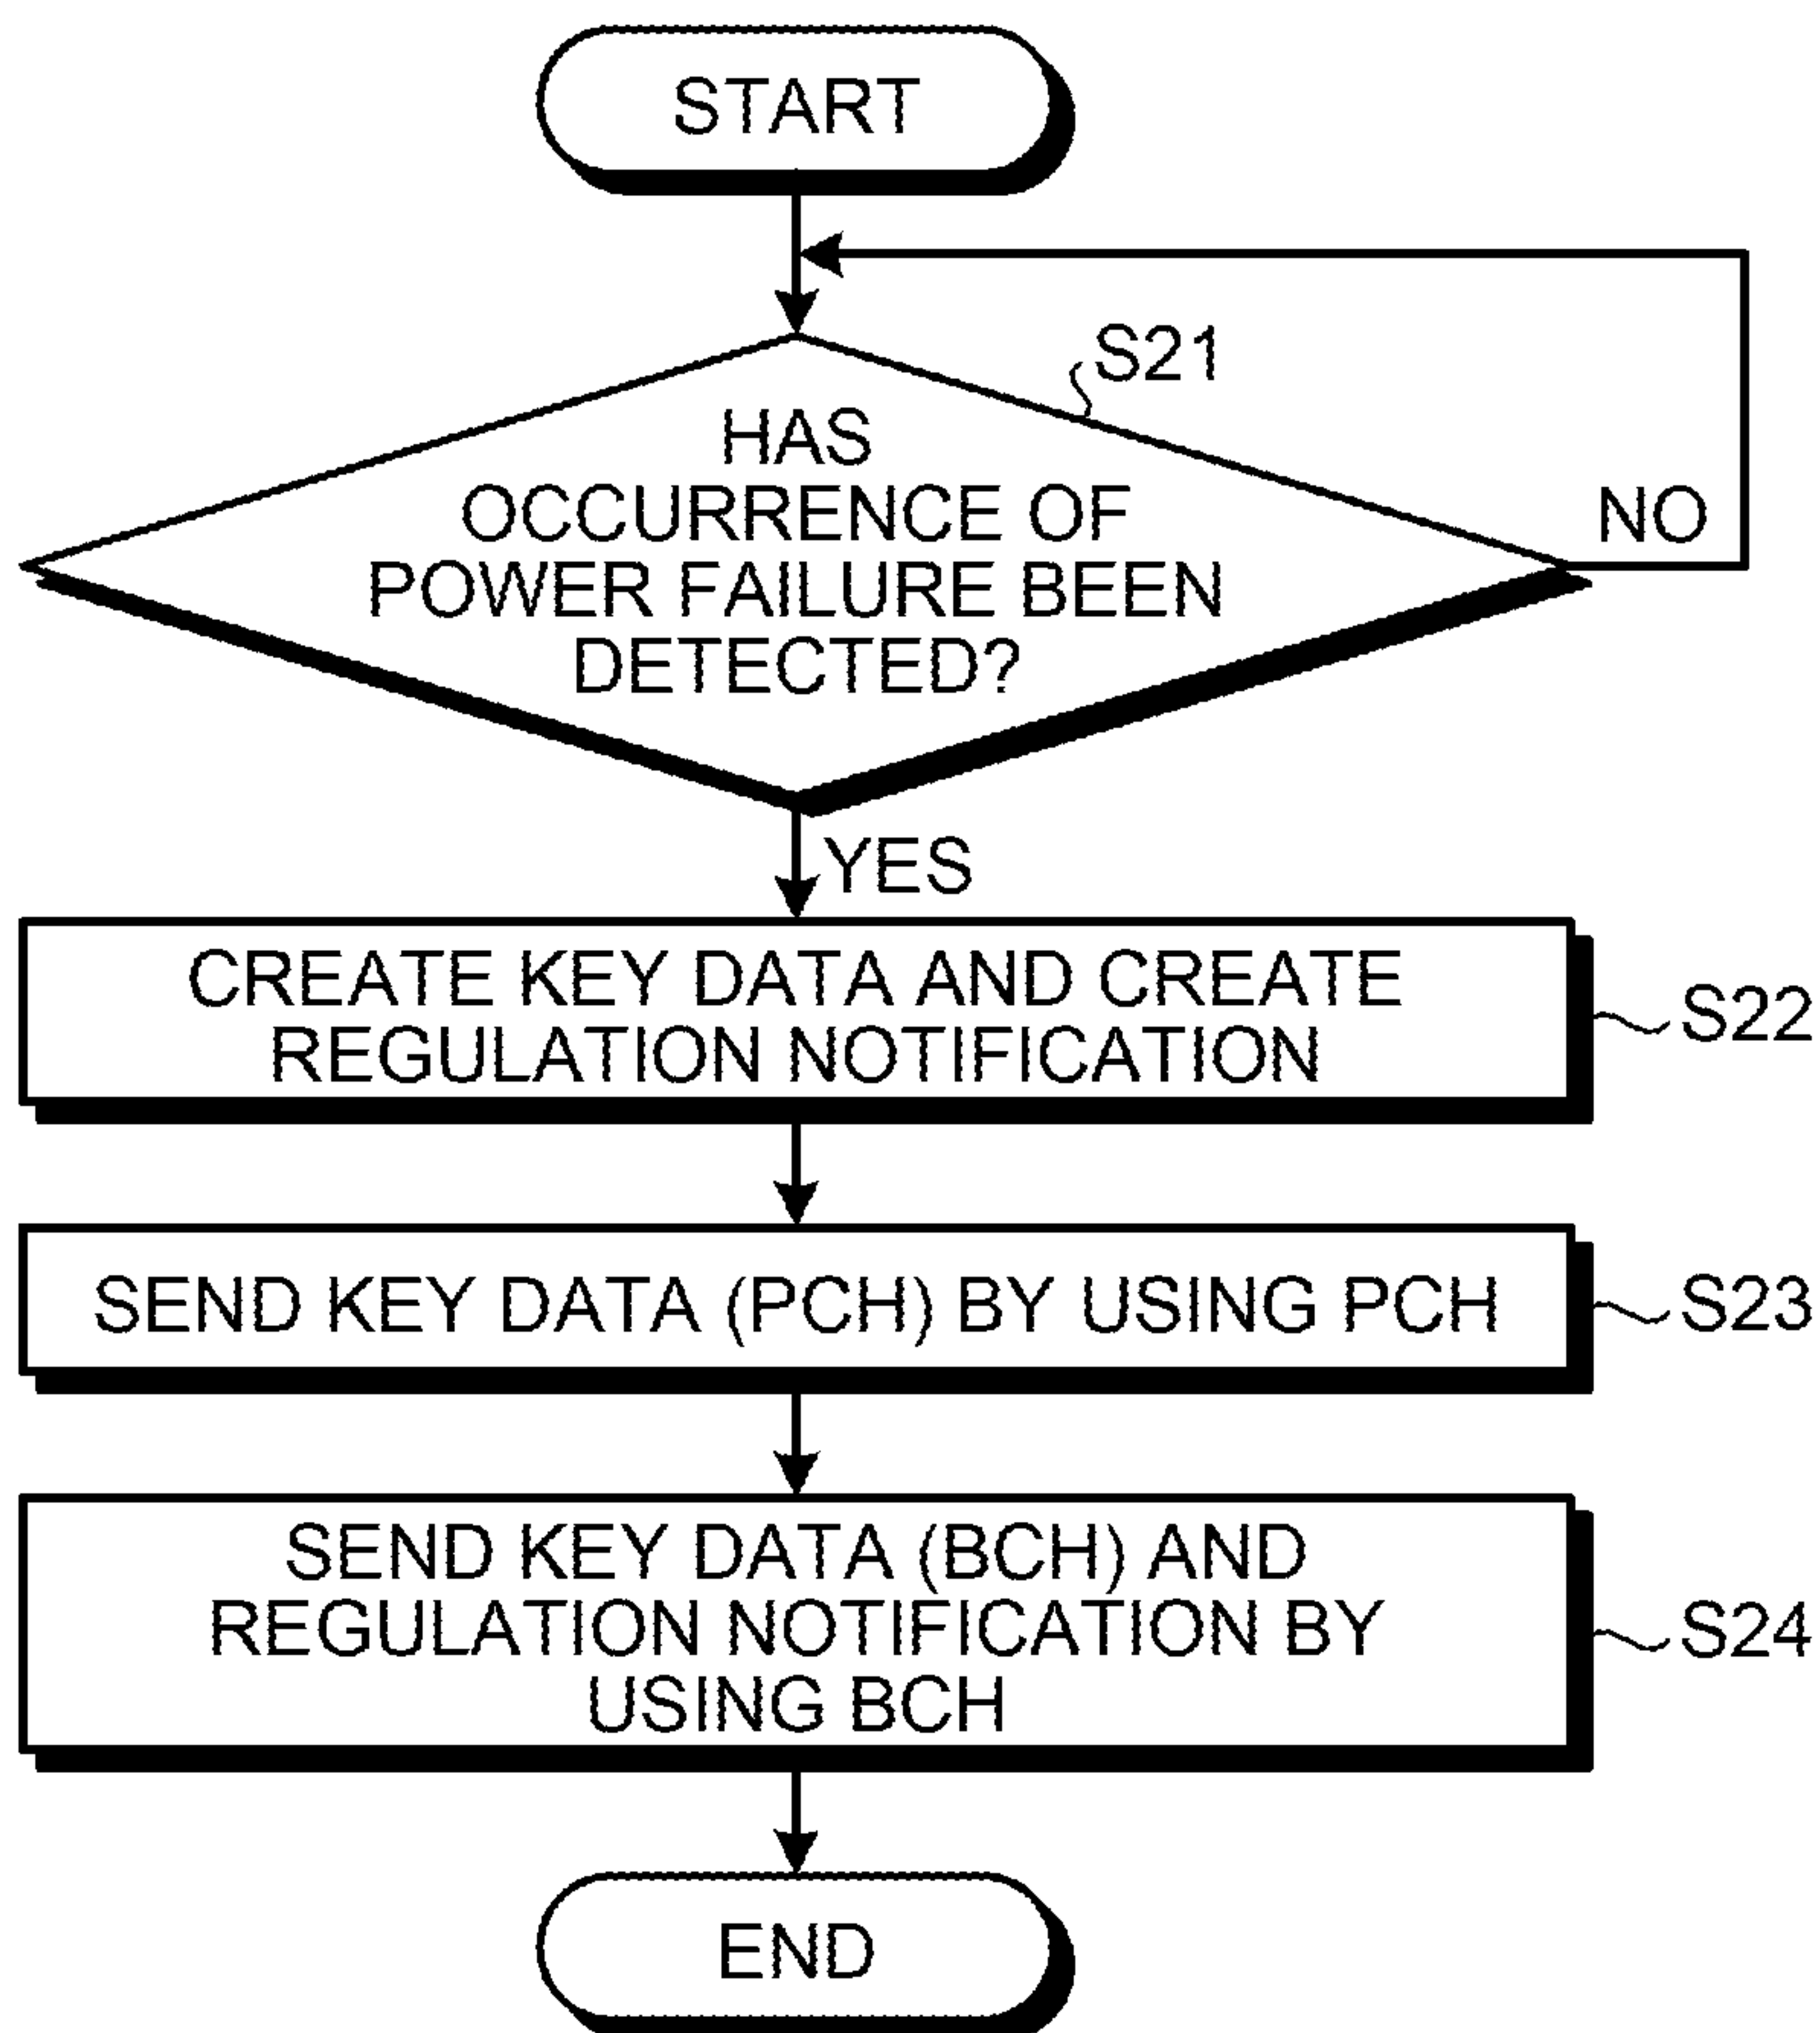 START
S21
HAS
OCCURRENCE OF
POWER FAILURE BEEN
DETECTED?
NO
YES
CREATE KEY DATA AND CREATE
REGULATION NOTIFICATION
S22
SEND KEY DATA (PCH) BY USING PCH
S23
SEND KEY DATA (BCH) AND
REGULATION NOTIFICATION BY
USING BCH
S24
END